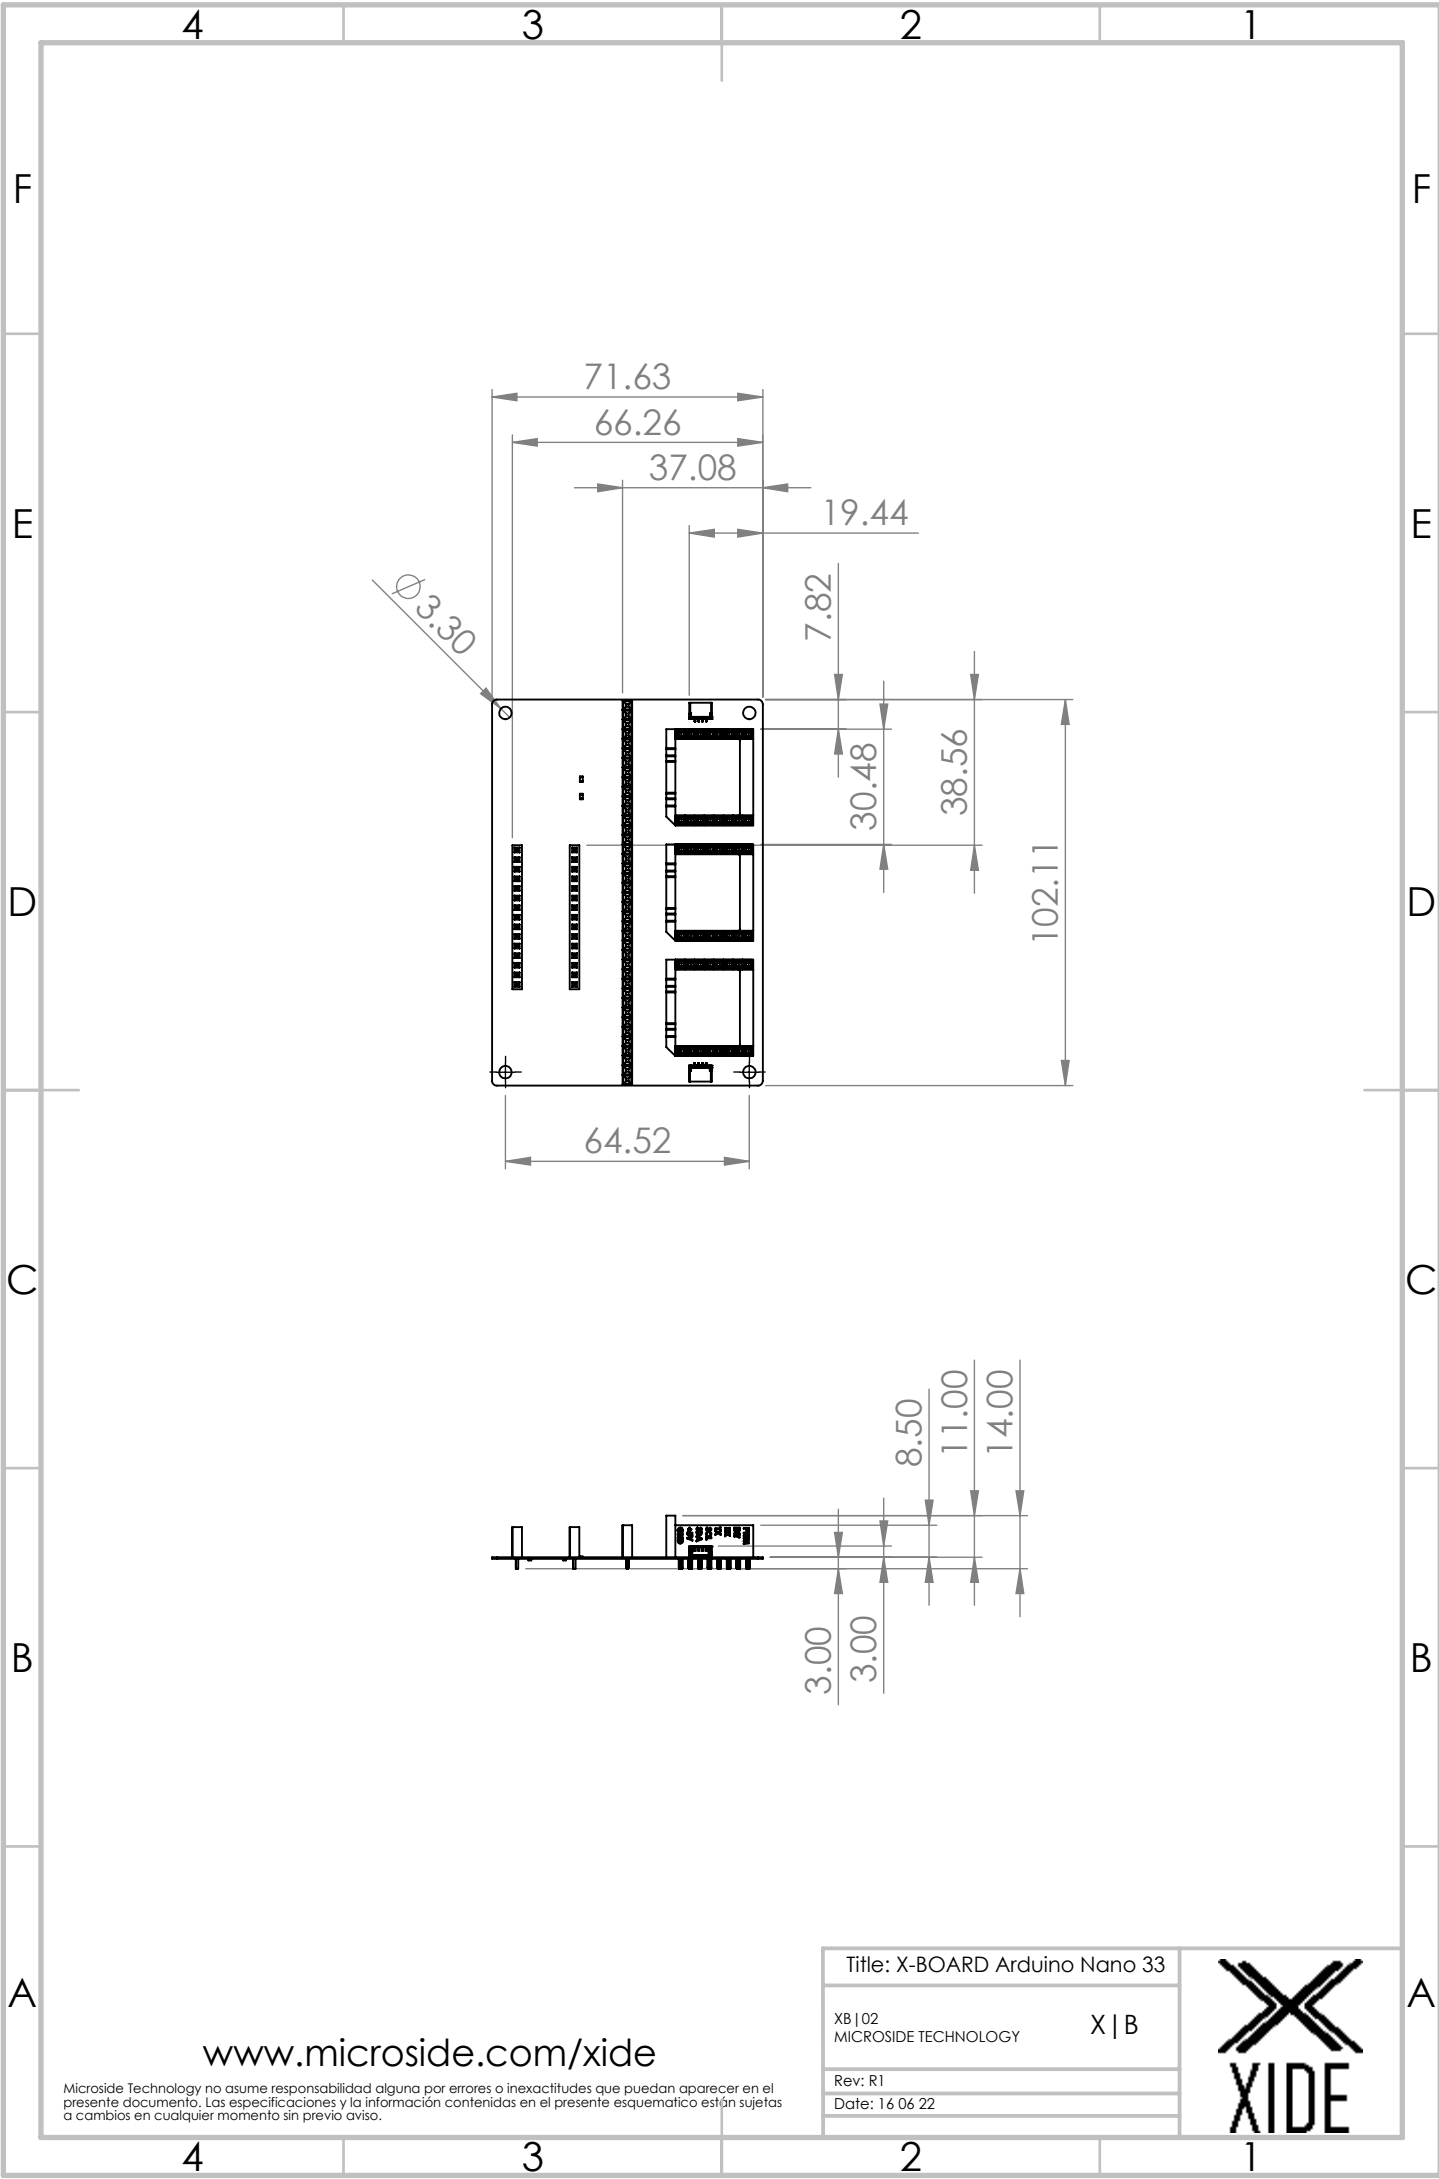 4 3 2 1
F F
71.63
66.26
37.08
19.44
E E
7.82
Ø3.30
30.48
38.56
102.11
D D
64.52
C C
8.50
11.00
14.00
3.00
3.00
B B
Title: X-BOARD Arduino Nano 33
XB|02
MICROSIDE TECHNOLOGY
X|B
Rev: R1
Date: 16 06 22
XIDE
A A
www.microside.com/xide
Microside Technology no asume responsabilidad alguna por errores o inexactitudes que puedan aparecer en el
presente documento. Las especificaciones y la información contenidas en el presente esquematico están sujetas
a cambios en cualquier momento sin previo aviso.
4 3 2 1